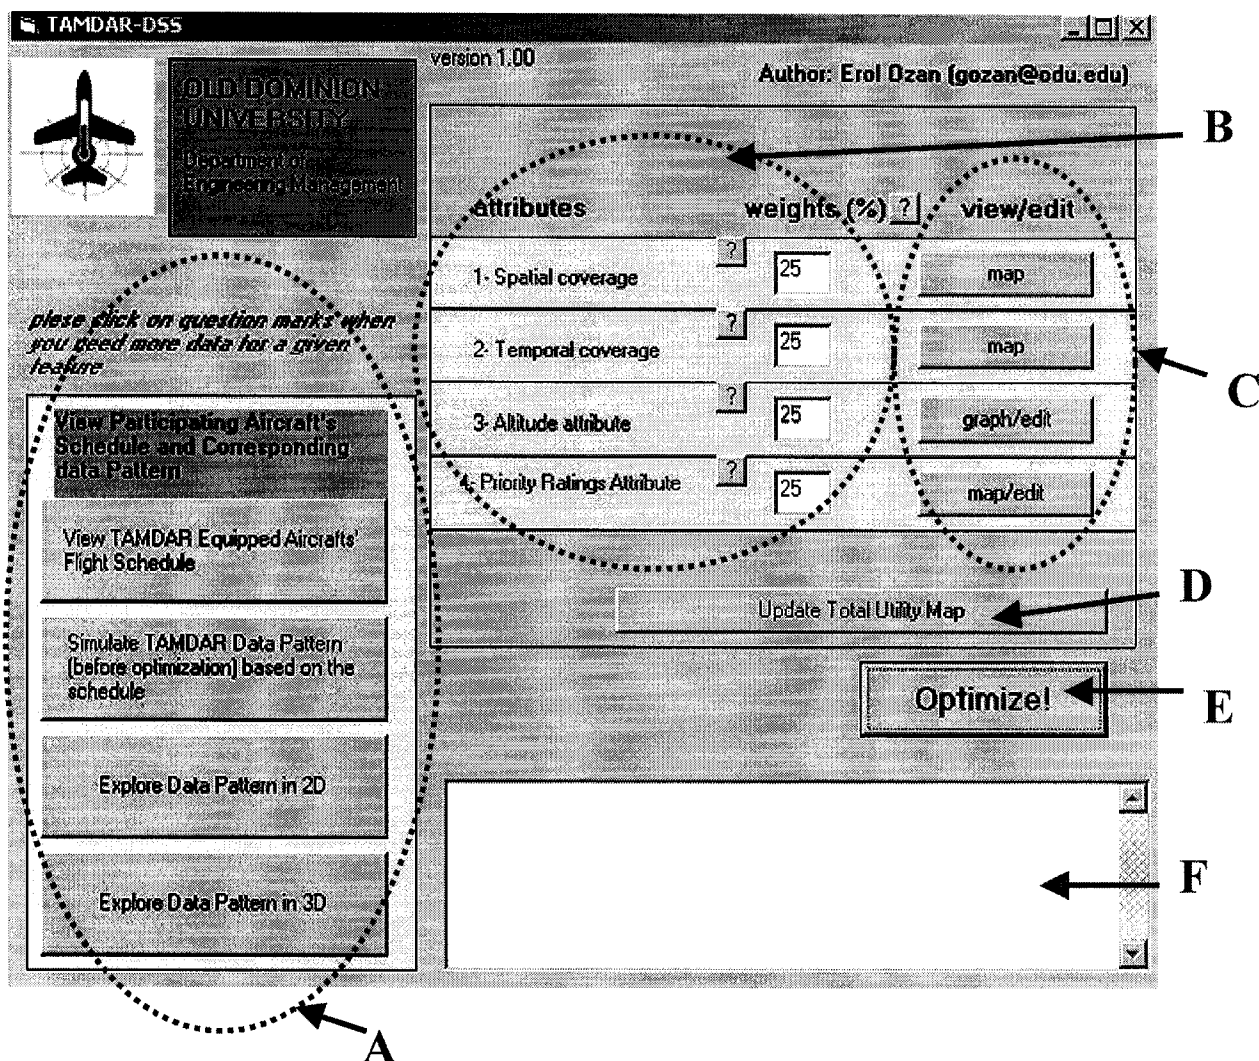 TAMDAR-DSS
version 1.00
Author: Erol Ozan (gozan@odu.edu)
OLD DOMINION
UNIVERSITY
Department of
Engineering Management
B
attributes
weights (%) ?
view/edit
1- Spatial coverage ? 25 map
2- Temporal coverage ? 25 map
C
3- Altitude attribute ? 25 graph/edit
4- Priority Ratings Attribute ? 25 map/edit
plese click on question marks when
you need more data for a given
feature
View Participating Aircraft's
Schedule and Corresponding
data Pattern
View TAMDAR Equipped Aircrafts'
Flight Schedule
Simulate TAMDAR Data Pattern
(before optimization) based on the
schedule
Explore Data Pattern in 2D
Explore Data Pattern in 3D
Update Total Utility Map
D
Optimize!
E
F
A